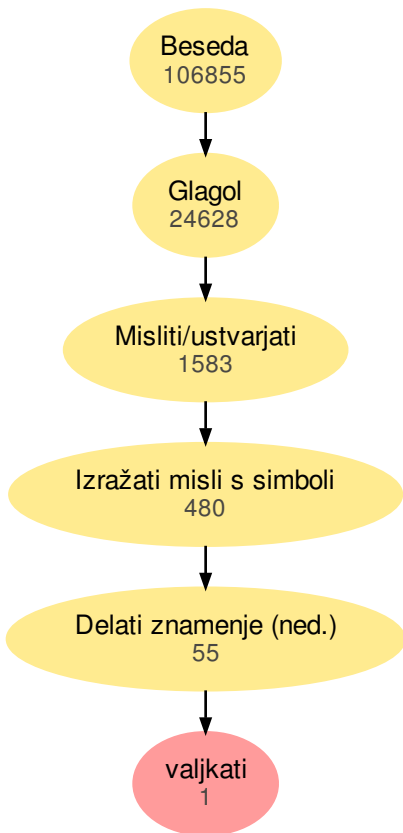 Beseda
106855
Glagol
24628
Misliti/ustvarjati
1583
Izražati misli s simboli
480
Delati znamenje (ned.)
55
valjkati
1